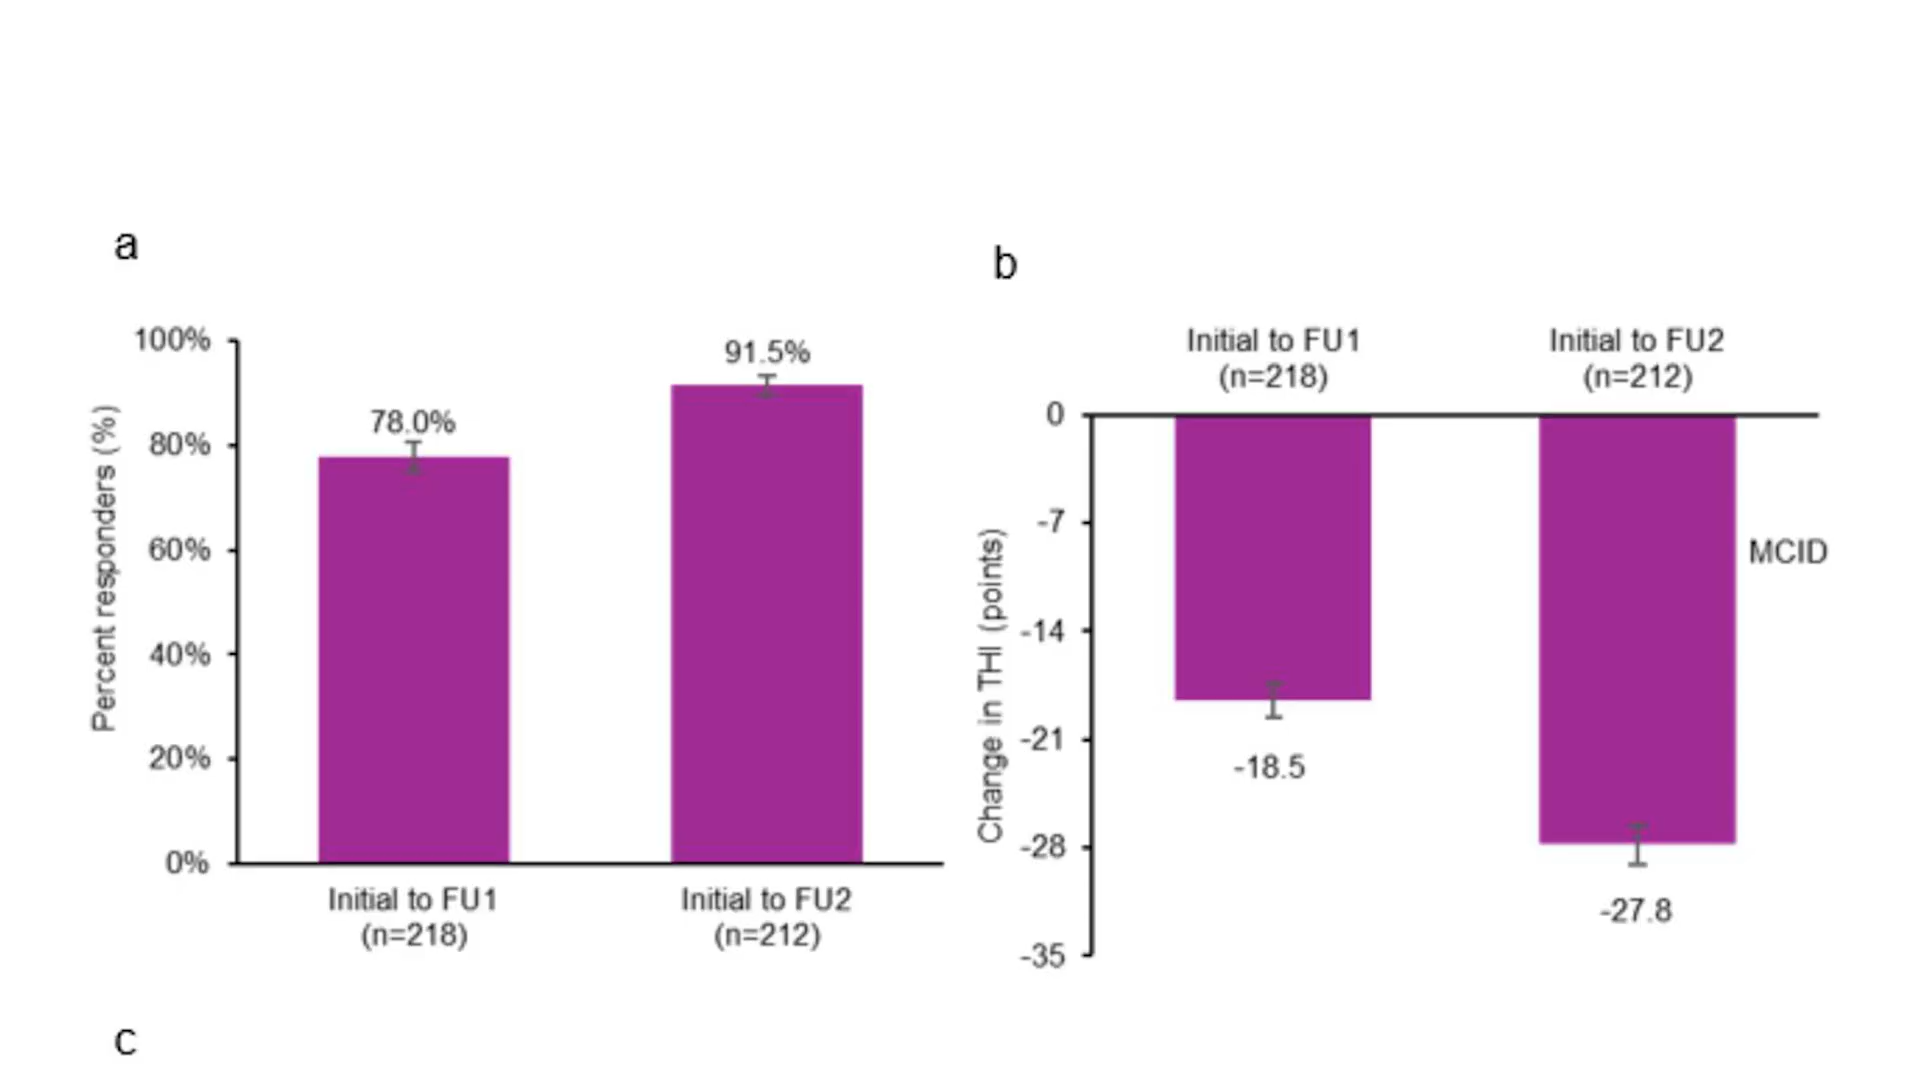 a
100%
80%
60%
40%
20%
0%
Percent responders (%)
78.0%
91.5%
Initial to FU1
(n=218)
Initial to FU2
(n=212)
b
Initial to FU1
(n=218)
Initial to FU2
(n=212)
0
-7
-14
-21
-28
-35
Change in THI (points)
MCID
-18.5
-27.8
c